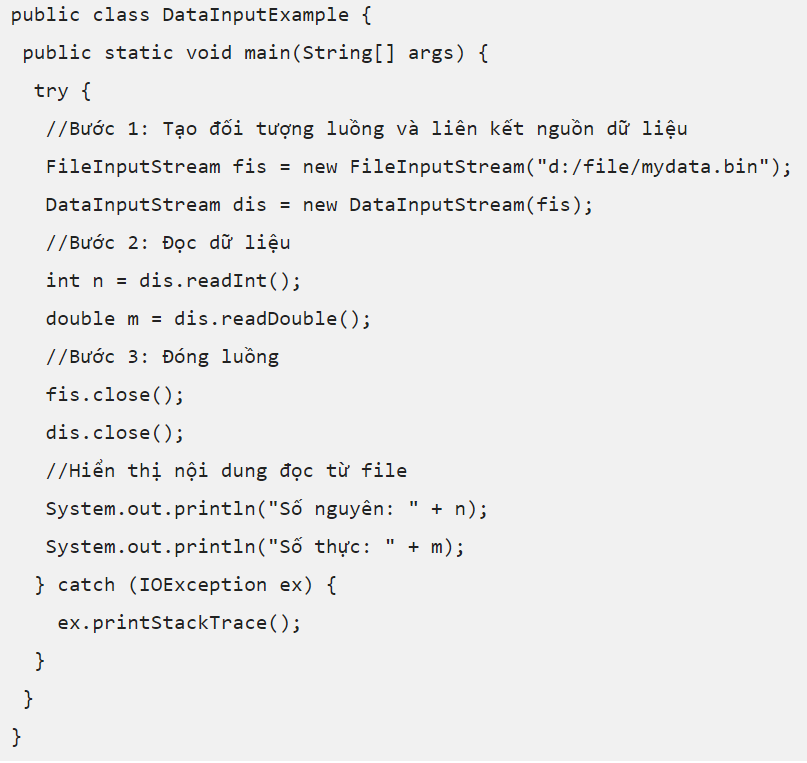 public class DataInputExample {
public static void main(String[] args) {
try {
//Bước 1: Tạo đối tượng luồng và liên kết nguồn dữ liệu
FileInputStream fis = new FileInputStream("d:/file/mydata.bin");
DataInputStream dis = new DataInputStream(fis);
//Bước 2: Đọc dữ liệu
int n = dis.readInt();
double m = dis.readDouble();
//Bước 3: Đóng luồng
fis.close();
dis.close();
//Hiển thị nội dung đọc từ file
System.out.println("Số nguyên: " + n);
System.out.println("Số thực: " + m);
} catch (IOException ex) {
ex.printStackTrace();
}
}
}